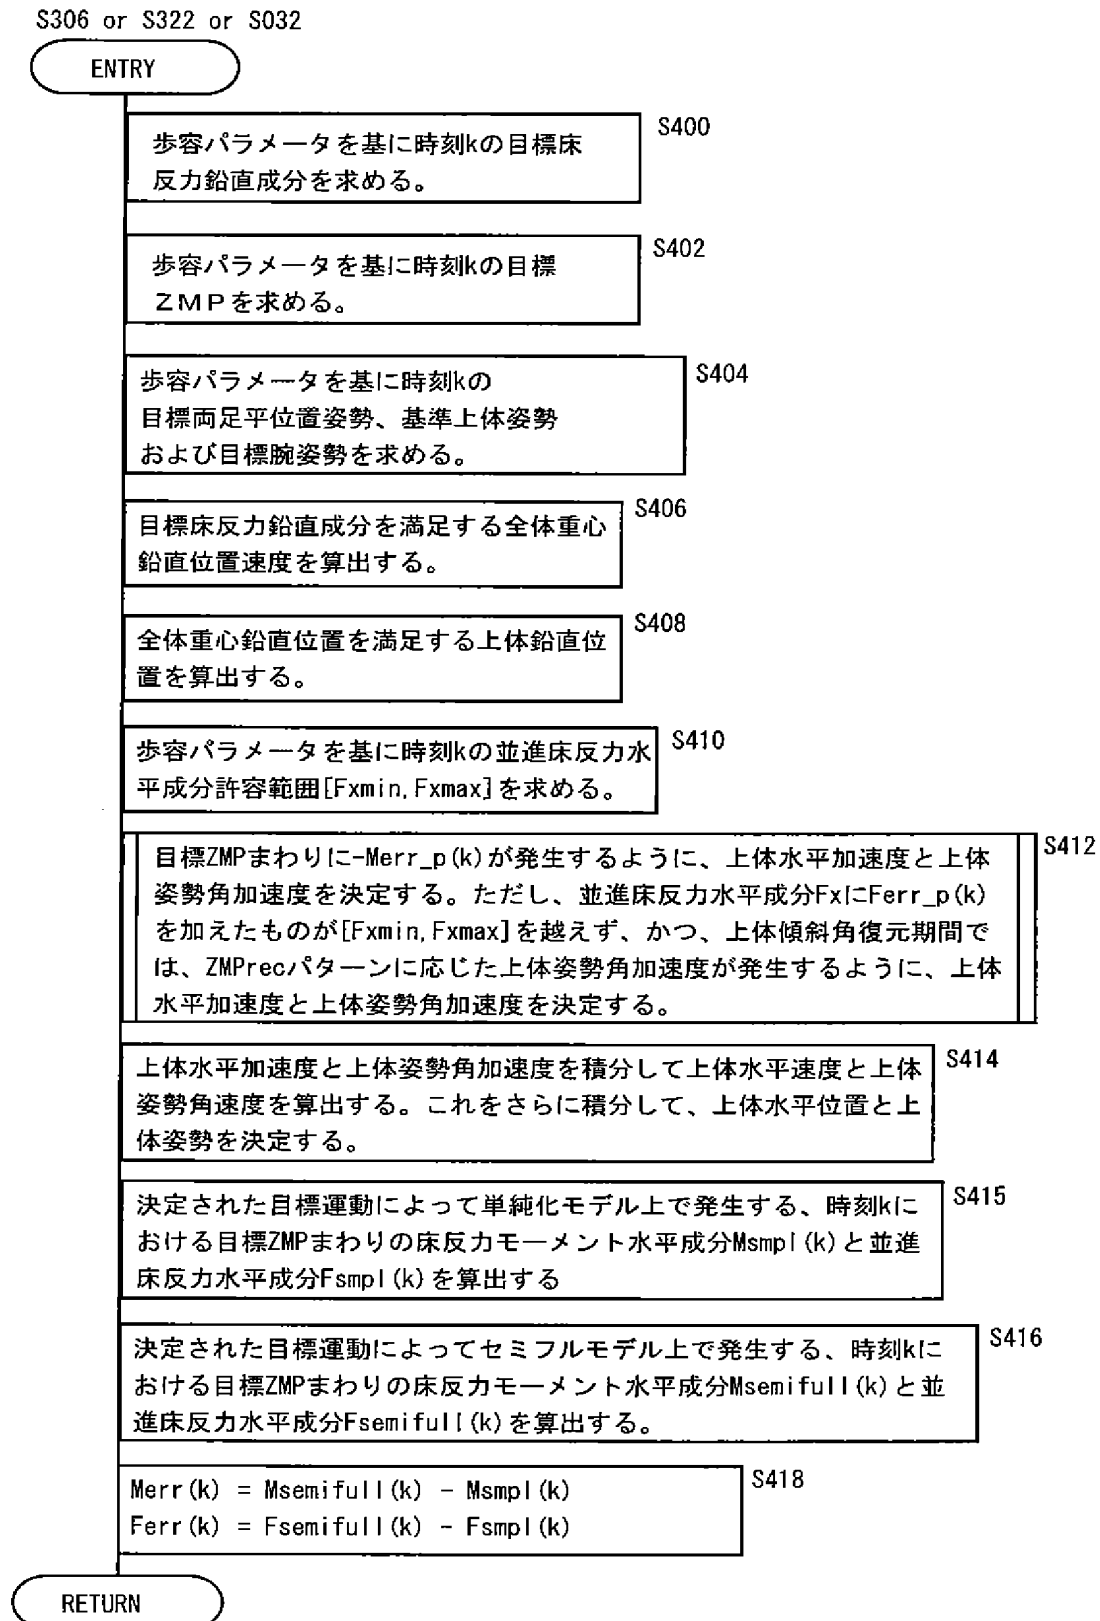 S306 or S322 or S032
ENTRY
S400
歩容パラメータを基に時刻kの目標床
反力鉛直成分を求める。
S402
歩容パラメータを基に時刻kの目標
ZMPを求める。
S404
歩容パラメータを基に時刻kの
目標両足平位置姿勢、基準上体姿勢
および目標腕姿勢を求める。
S406
目標床反力鉛直成分を満足する全体重心
鉛直位置速度を算出する。
S408
全体重心鉛直位置を満足する上体鉛直位
置を算出する。
S410
歩容パラメータを基に時刻kの並進床反力水
平成分許容範囲[Fxmin,Fxmax]を求める。
S412
目標ZMPまわりに-Merr_p(k)が発生するように、上体水平加速度と上体
姿勢角加速度を決定する。ただし、並進床反力水平成分FxにFerr_p(k)
を加えたものが[Fxmin,Fxmax]を越えず、かつ、上体傾斜角復元期間で
は、ZMPrecパターンに応じた上体姿勢角加速度が発生するように、上体
水平加速度と上体姿勢角加速度を決定する。
S414
上体水平加速度と上体姿勢角加速度を積分して上体水平速度と上体
姿勢角速度を算出する。これをさらに積分して、上体水平位置と上
体姿勢を決定する。
S415
決定された目標運動によって単純化モデル上で発生する、時刻kに
おける目標ZMPまわりの床反力モーメント水平成分Msmpl(k)と並進
床反力水平成分Fsmpl(k)を算出する
S416
決定された目標運動によってセミフルモデル上で発生する、時刻kに
おける目標ZMPまわりの床反力モーメント水平成分Msemifull(k)と並
進床反力水平成分Fsemifull(k)を算出する。
S418
Merr(k) = Msemifull(k) - Msmpl(k)
Ferr(k) = Fsemifull(k) - Fsmpl(k)
RETURN